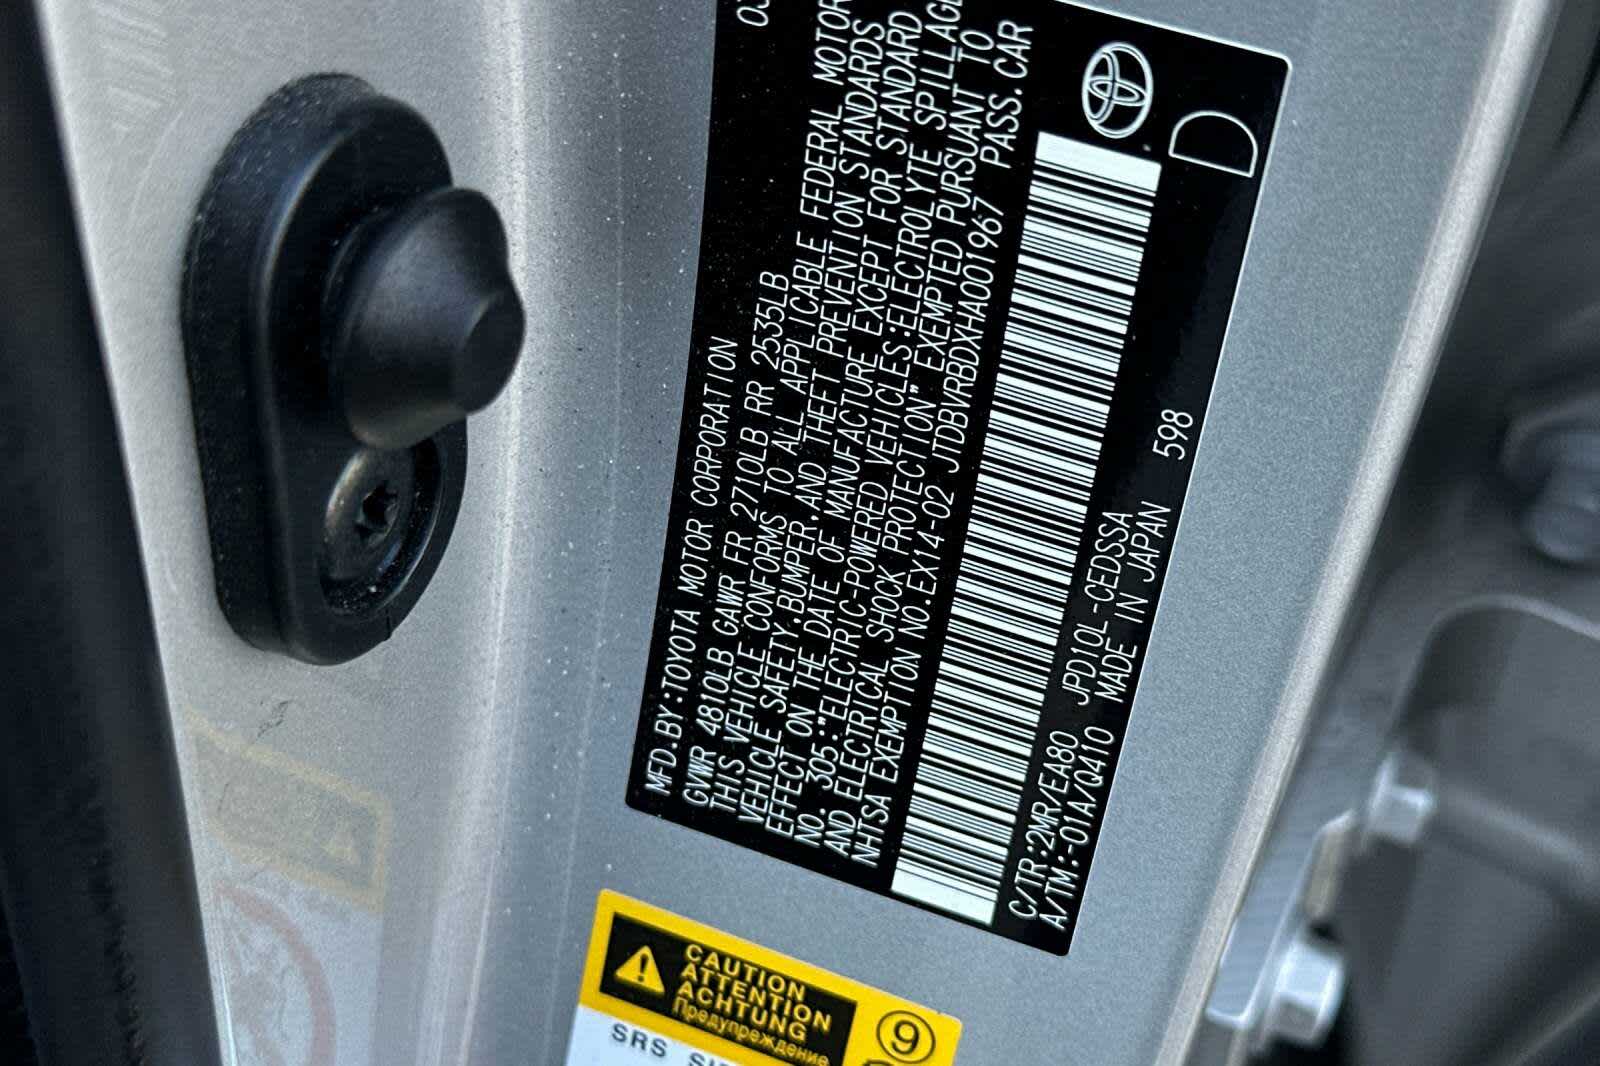 03
MFD.BY:TOYOTA MOTOR CORPORATION
GVWR 4810LB GAWR FR 2710LB RR 2535LB
THIS VEHICLE CONFORMS TO ALL APPLICABLE FEDERAL MOTOR
VEHICLE SAFETY.BUMPER,AND THEFT PREVENTION STANDARDS
EFFECT ON THE DATE OF MANUFACTURE EXCEPT FOR STANDARD
NO. 305:"ELECTRIC-POWERED VEHICLES:ELECTROLYTE SPILLAGE
AND ELECTRICAL SHOCK PROTECTION" EXEMPTED PURSUANT TO
NHTSA EXEMPTION NO.EX14-02 JTDBVRBDXHA001967 PASS.CAR
C/TR:2MR/EA80 JPD10L-CEDSSA
A/TM:-01A/Q410 MADE IN JAPAN 598
D
CAUTION
ATTENTION
ACHTUNG
Предупреждение
9
SRS